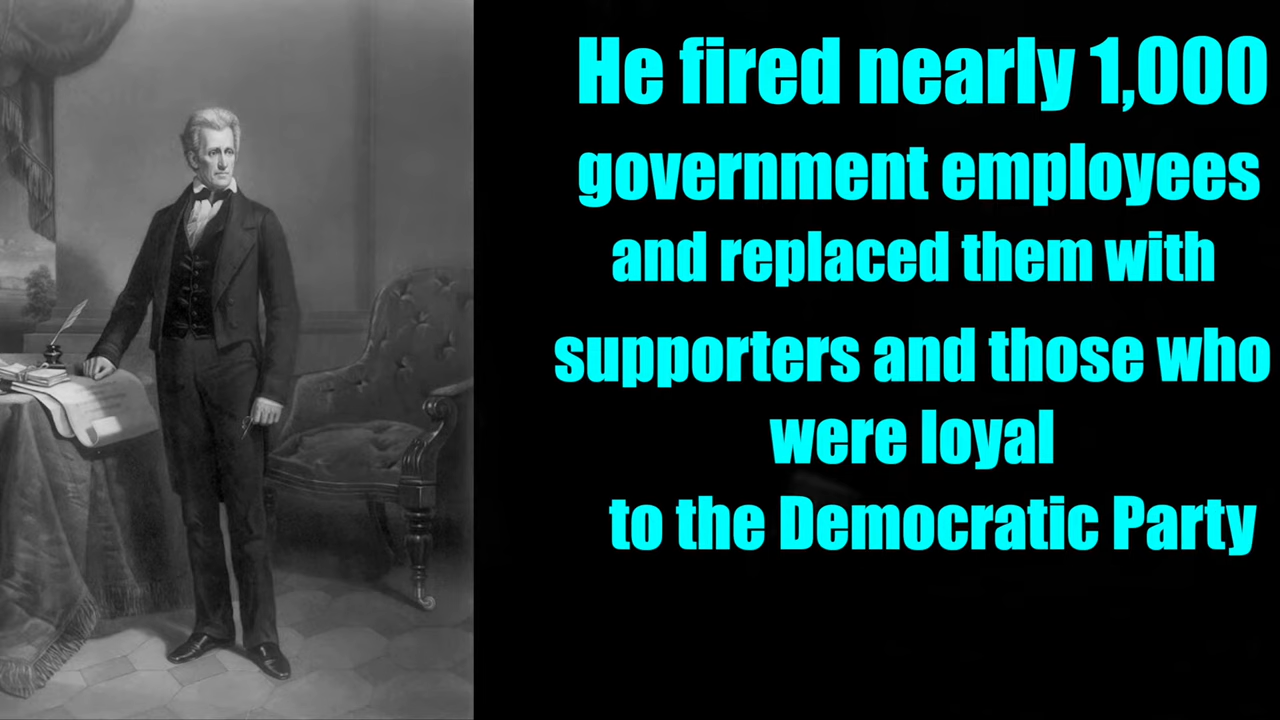 He fired nearly 1,000
government employees
and replaced them with
supporters and those who
were loyal
to the Democratic Party